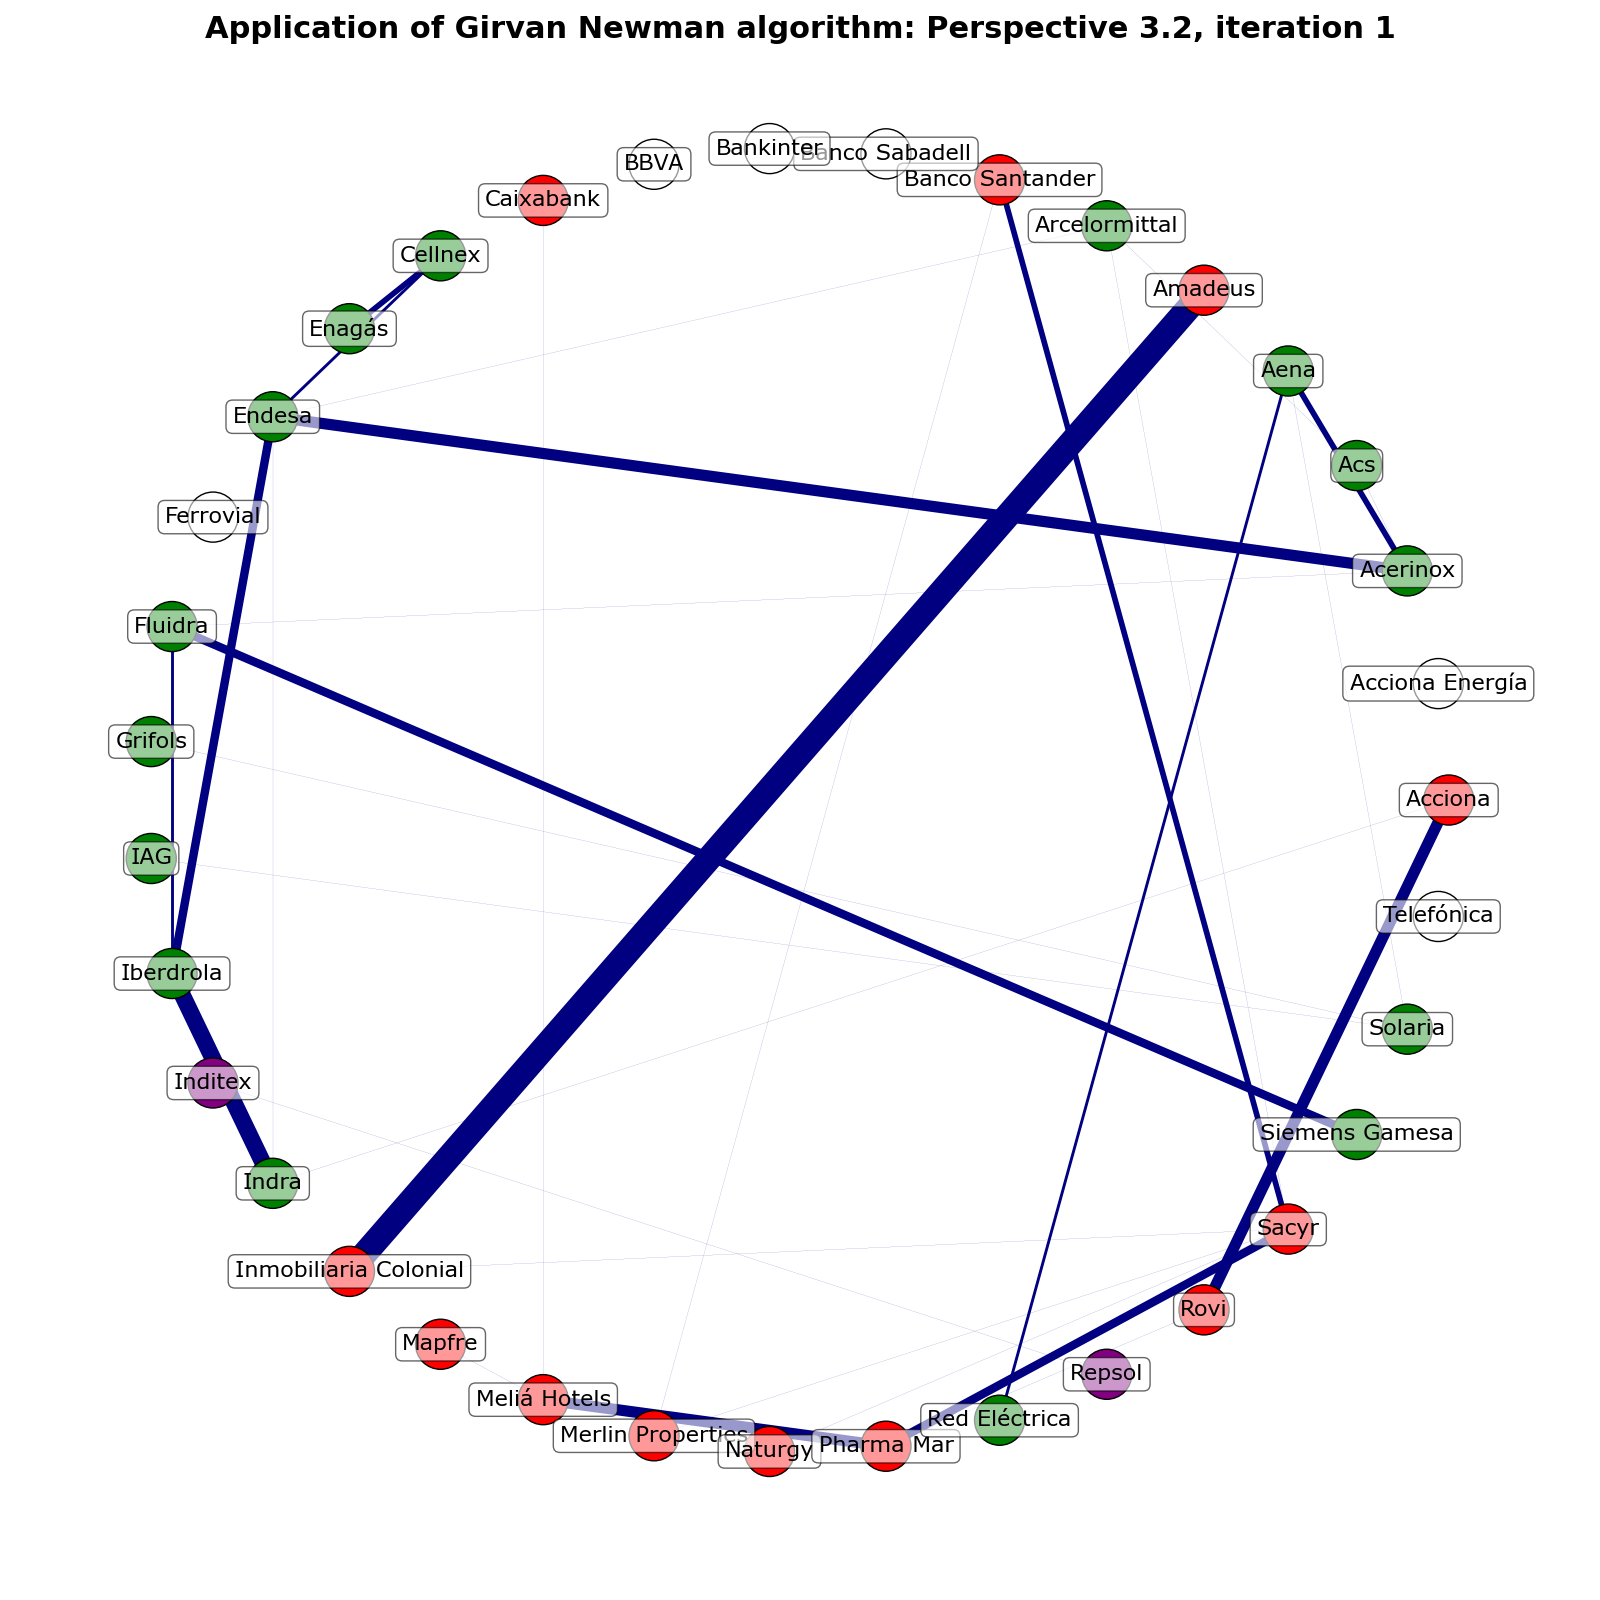 Application of Girvan Newman algorithm: Perspective 3.2, iteration 1
Bankinter
Banco Sabadell
BBVA
Banco Santander
Caixabank
Arcelormittal
Cellnex
Amadeus
Enagás
Aena
Endesa
Acs
Ferrovial
Acerinox
Fluidra
Acciona Energía
Grifols
Acciona
IAG
Telefónica
Iberdrola
Solaria
Inditex
Siemens Gamesa
Indra
Sacyr
Inmobiliaria Colonial
Rovi
Mapfre
Repsol
Meliá Hotels
Red Eléctrica
Merlin Properties
Naturgy
Pharma Mar